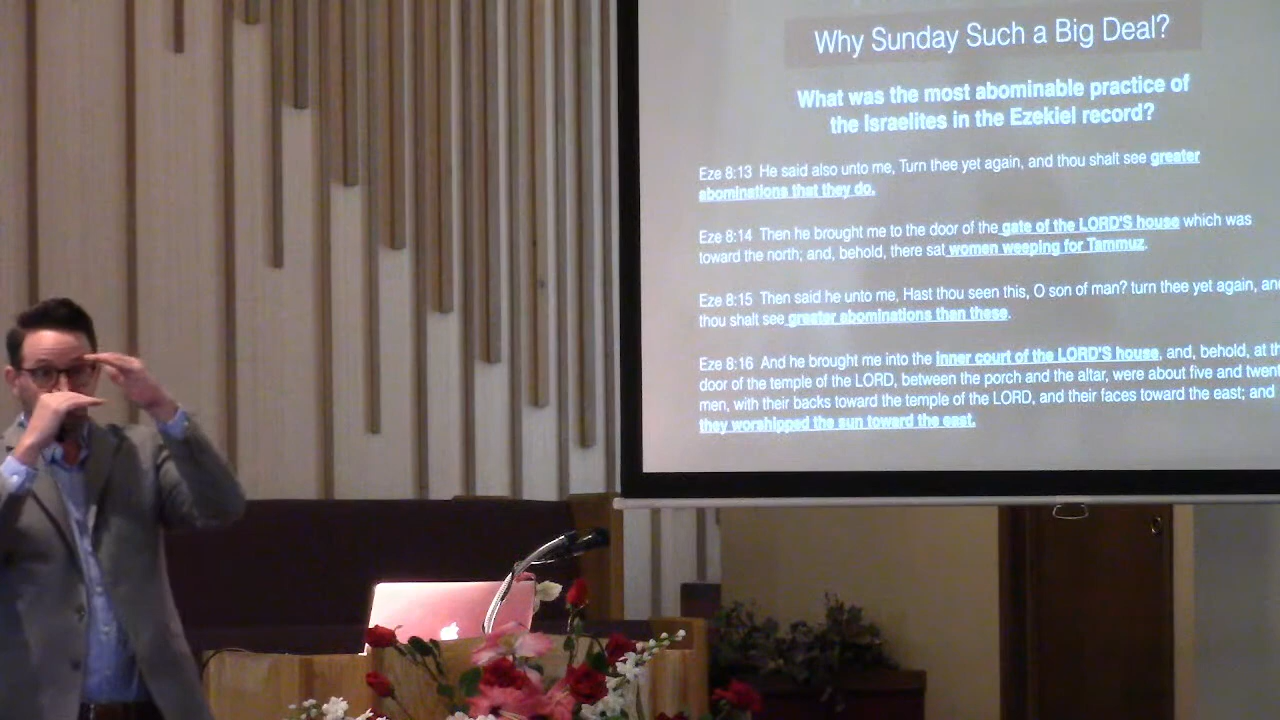 Why Sunday Such a Big Deal?
What was the most abominable practice of
the Israelites in the Ezekiel record?
Eze 8:13 He said also unto me, Turn thee yet again, and thou shalt see greater
abominations that they do.
Eze 8:14 Then he brought me to the door of the gate of the LORD'S house which was
toward the north; and, behold, there sat women weeping for Tammuz.
Eze 8:15 Then said he unto me, Hast thou seen this, O son of man? turn thee yet again, and
thou shalt see greater abominations than these.
Eze 8:16 And he brought me into the inner court of the LORD'S house, and, behold, at th
door of the temple of the LORD, between the porch and the altar, were about five and twent
men, with their backs toward the temple of the LORD, and their faces toward the east; and
they worshipped the sun toward the east.